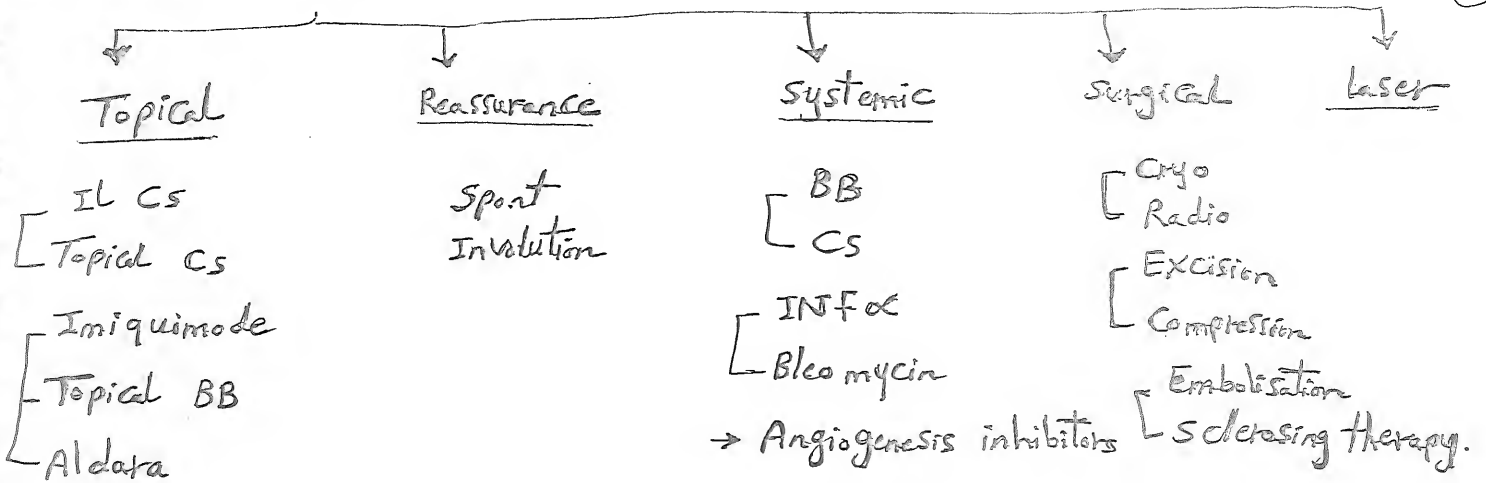 Topical
IL Cs
Topical Cs
Imiquimode
Topical BB
Aldara
Reassurence
Spont
Involution
Systemic
BB
CS
INF α
Bleomycin
→ Angiogenesis inhibitors
Surgical
Cryo
Radio
Excision
Compression
Embolisation
Sclerosing therapy.
Laser